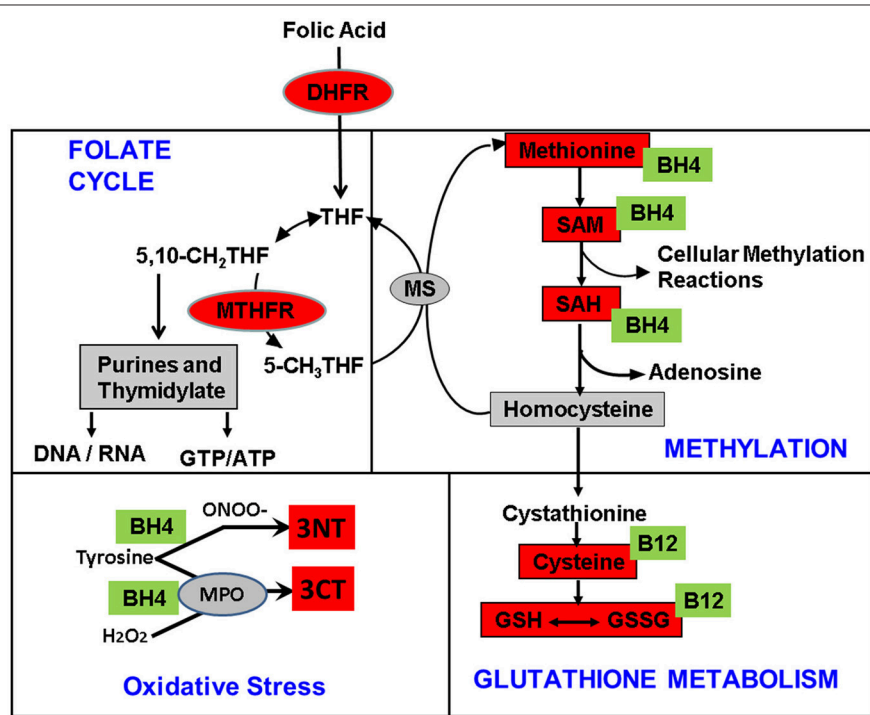 Folic Acid
DHFR
FOLATE
CYCLE
THF
5,10-CH₂THF
MTHFR
5-CH₃THF
Purines and
Thymidylate
DNA / RNA
GTP/ATP
MS
Methionine
BH4
SAM
BH4
Cellular Methylation
Reactions
SAH
BH4
Adenosine
Homocysteine
METHYLATION
ONOO-
BH4
3NT
Tyrosine
BH4
MPO
3CT
H2O2
Oxidative Stress
Cystathionine
B12
Cysteine
B12
GSH
GSSG
GLUTATHIONE METABOLISM